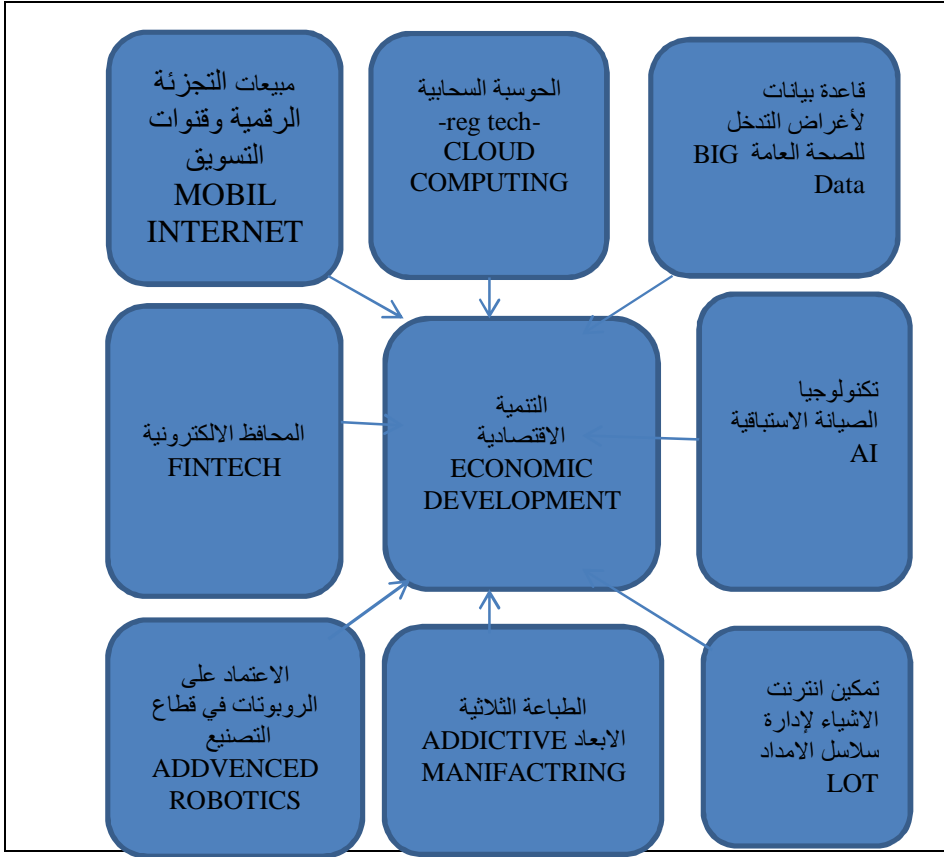 قاعدة بيانات
لأغراض التدخل
للصحة العامة BIG
Data
الحوسبة السحابية
-reg tech-
CLOUD
COMPUTING
مبيعات التجزئة
الرقمية وقنوات
التسويق
MOBIL
INTERNET
تكنولوجيا
الصيانة الاستباقية
AI
التنمية
الاقتصادية
ECONOMIC
DEVELOPMENT
المحافظ الالكترونية
FINTECH
تمكين انترنت
الاشياء لإدارة
سلاسل الامداد
LOT
الطباعة الثلاثية
الابعاد ADDICTIVE
MANIFACTRING
الاعتماد على
الروبوتات في قطاع
التصنيع
ADDVENCED
ROBOTICS